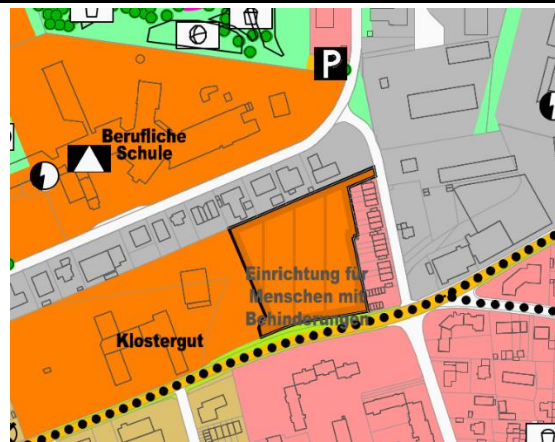 P
Berufliche
Schule
Einrichtung für
Menschen mit
Behinderungen
Klostergut